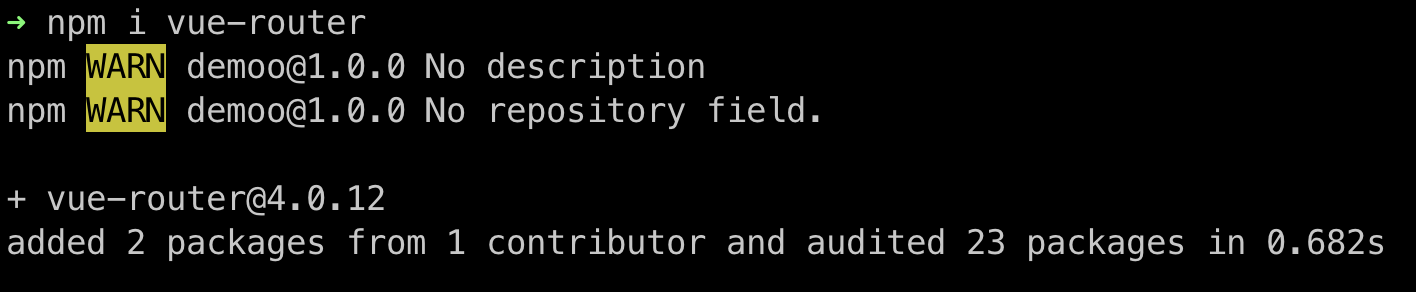 ➜ npm i vue-router
npm WARN demoo@1.0.0 No description
npm WARN demoo@1.0.0 No repository field.
+ vue-router@4.0.12
added 2 packages from 1 contributor and audited 23 packages in 0.682s